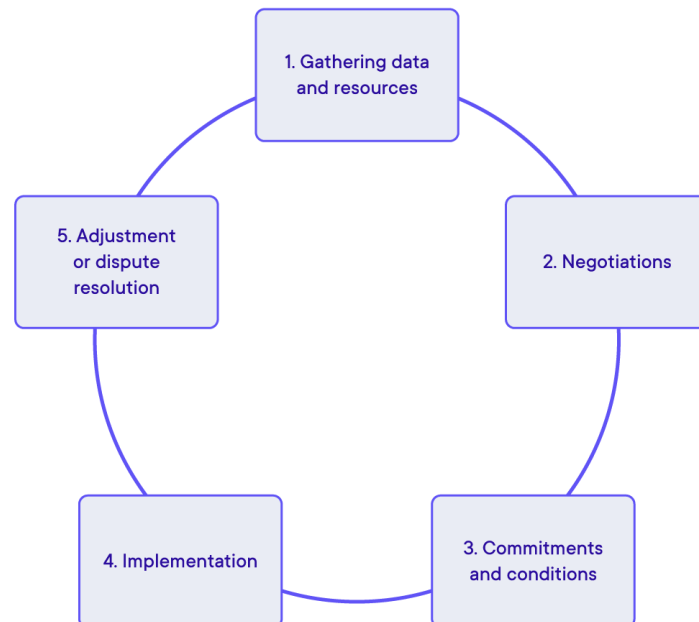 1. Gathering data
and resources
2. Negotiations
3. Commitments
and conditions
4. Implementation
5. Adjustment
or dispute
resolution